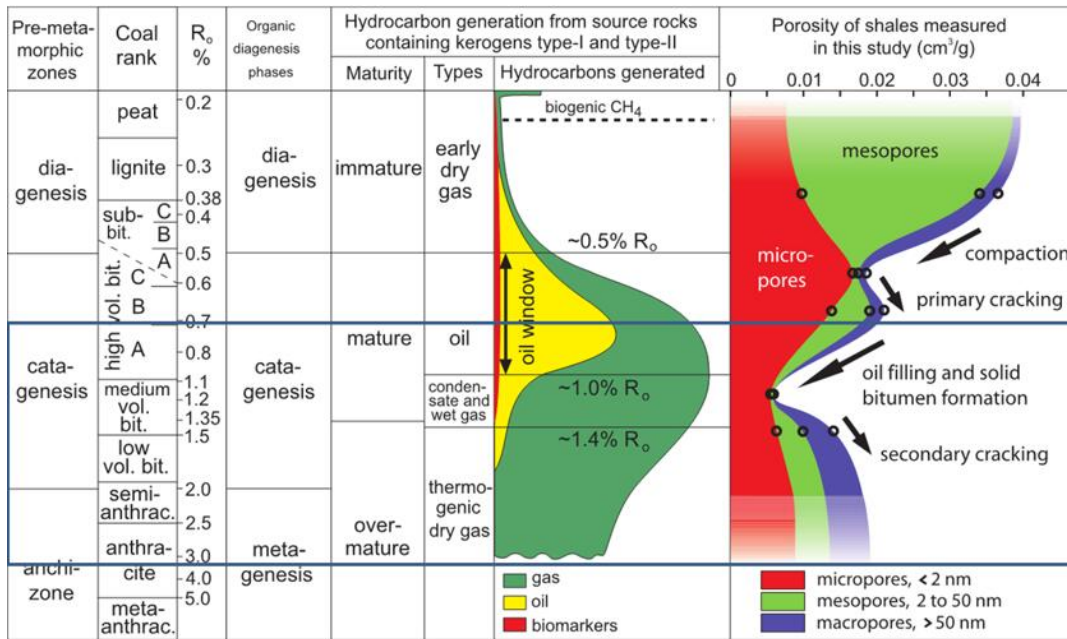 Pre-meta-
morphic
zones
Coal
rank
Ro
%
Organic
diagenesis
phases
Hydrocarbon generation from source rocks
containing kerogens type-I and type-II
Maturity
Types
Hydrocarbons generated
Porosity of shales measured
in this study (cm³/g)
0
0.01
0.02
0.03
0.04
dia-
genesis
cata-
genesis
anchi-
zone
peat
lignite
sub-
bit.
C
B
A
high vol. bit.
C
B
A
medium
vol. bit.
low
vol. bit.
semi-
anthrac.
anthra-
cite
meta-
anthrac.
0.2
0.3
0.38
0.4
0.5
0.6
0.7
0.8
1.1
1.2
1.35
1.5
2.0
2.5
3.0
4.0
5.0
dia-
genesis
cata-
genesis
meta-
genesis
immature
mature
over-
mature
early
dry
gas
oil
conden-
sate and
wet gas
thermo-
genic
dry gas
biogenic CH4
~0.5% Ro
oil window
~1.0% Ro
~1.4% Ro
gas
oil
biomarkers
mesopores
micro-
pores
compaction
primary cracking
oil filling and solid
bitumen formation
secondary cracking
micropores, < 2 nm
mesopores, 2 to 50 nm
macropores, > 50 nm